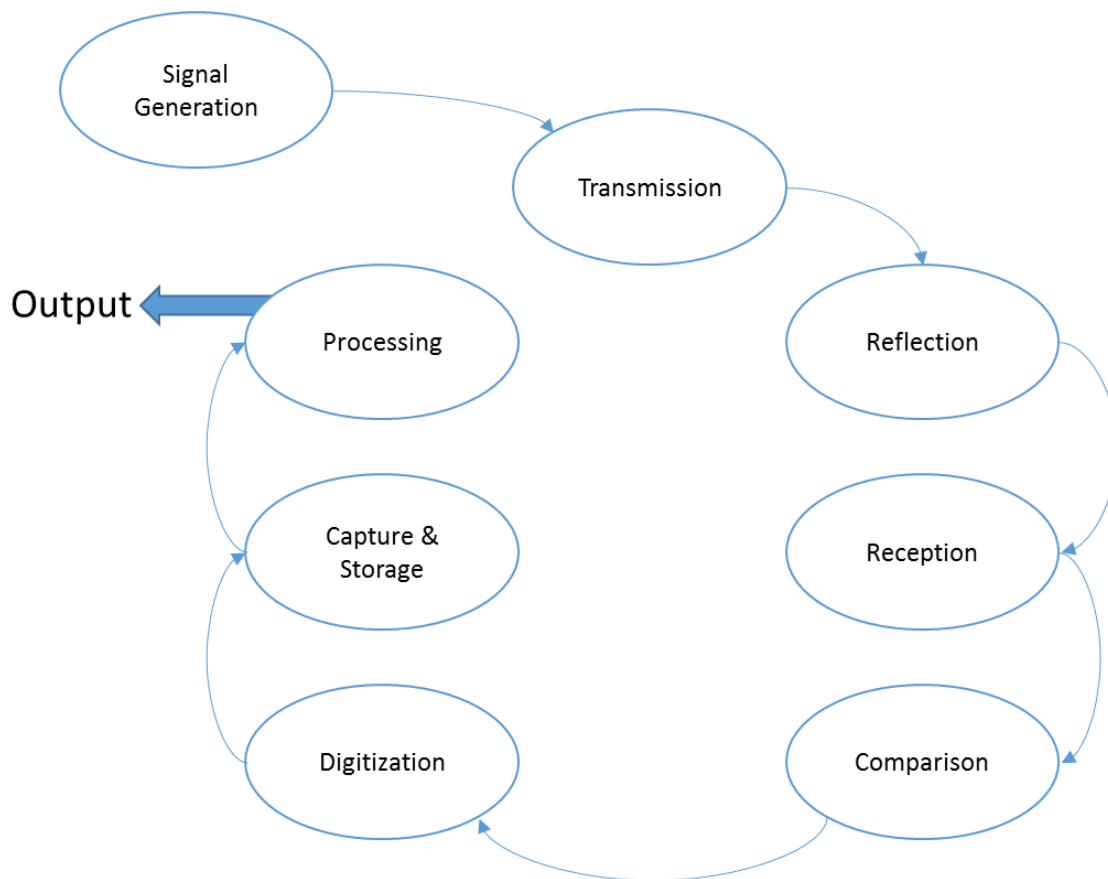 Signal
Generation
Transmission
Output
Processing
Reflection
Capture &
Storage
Reception
Digitization
Comparison